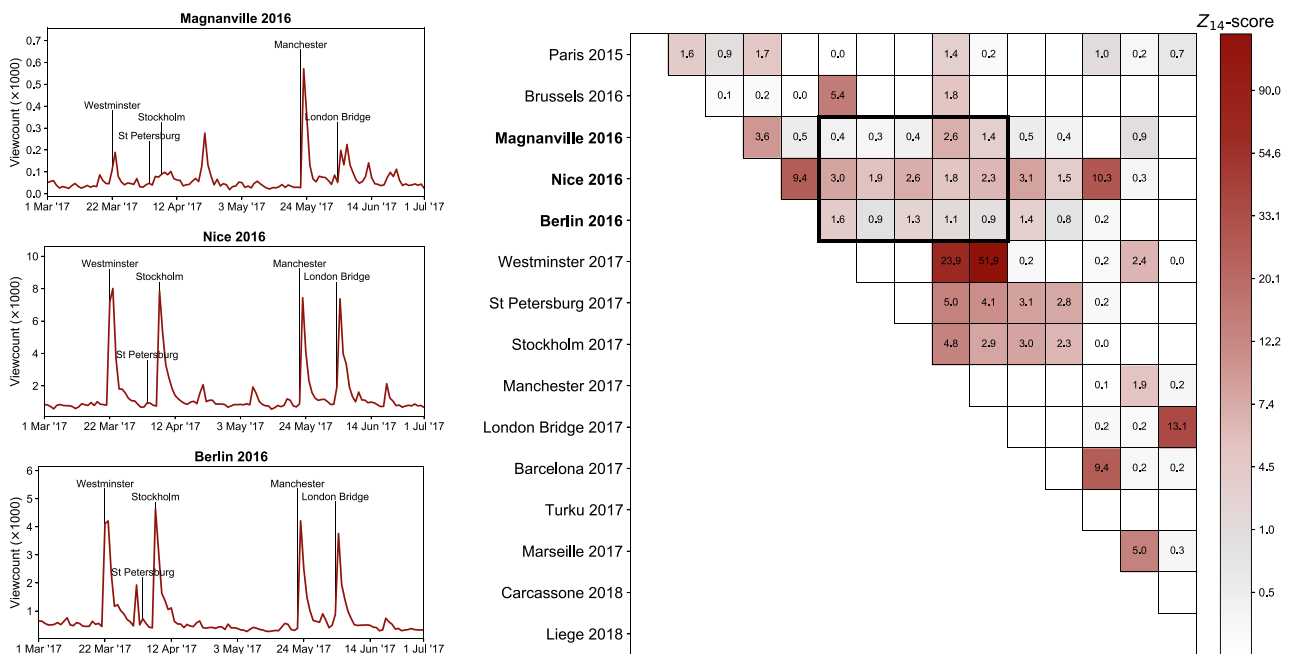 Magnanville 2016
Viewcount (×1000)
0.7
0.6
0.5
0.4
0.3
0.2
0.1
0.0
Westminster
St Petersburg
Stockholm
Manchester
London Bridge
1 Mar '17
22 Mar '17
12 Apr '17
3 May '17
24 May '17
14 Jun '17
1 Jul '17
Nice 2016
Viewcount (×1000)
10
8
6
4
2
Westminster
St Petersburg
Stockholm
Manchester
London Bridge
1 Mar '17
22 Mar '17
12 Apr '17
3 May '17
24 May '17
14 Jun '17
1 Jul '17
Berlin 2016
Viewcount (×1000)
6
5
4
3
2
1
Westminster
St Petersburg
Stockholm
Manchester
London Bridge
1 Mar '17
22 Mar '17
12 Apr '17
3 May '17
24 May '17
14 Jun '17
1 Jul '17
Paris 2015 1.6 0.9 1.7 0.0 1.4 0.2 1.0 0.2 0.7
Brussels 2016 0.1 0.2 0.0 5.4 1.8
Magnanville 2016 3.6 0.5 0.4 0.3 0.4 2.6 1.4 0.5 0.4 0.9
Nice 2016 9.4 3.0 1.9 2.6 1.8 2.3 3.1 1.5 10.3 0.3
Berlin 2016 1.6 0.9 1.3 1.1 0.9 1.4 0.8 0.2
Westminster 2017 23.9 51.9 0.2 0.2 2.4 0.0
St Petersburg 2017 5.0 4.1 3.1 2.8 0.2
Stockholm 2017 4.8 2.9 3.0 2.3 0.0
Manchester 2017 0.1 1.9 0.2
London Bridge 2017 0.2 0.2 13.1
Barcelona 2017 9.4 0.2 0.2
Turku 2017
Marseille 2017 5.0 0.3
Carcassone 2018
Liege 2018
Z14-score
90.0
54.6
33.1
20.1
12.2
7.4
4.5
1.0
0.5